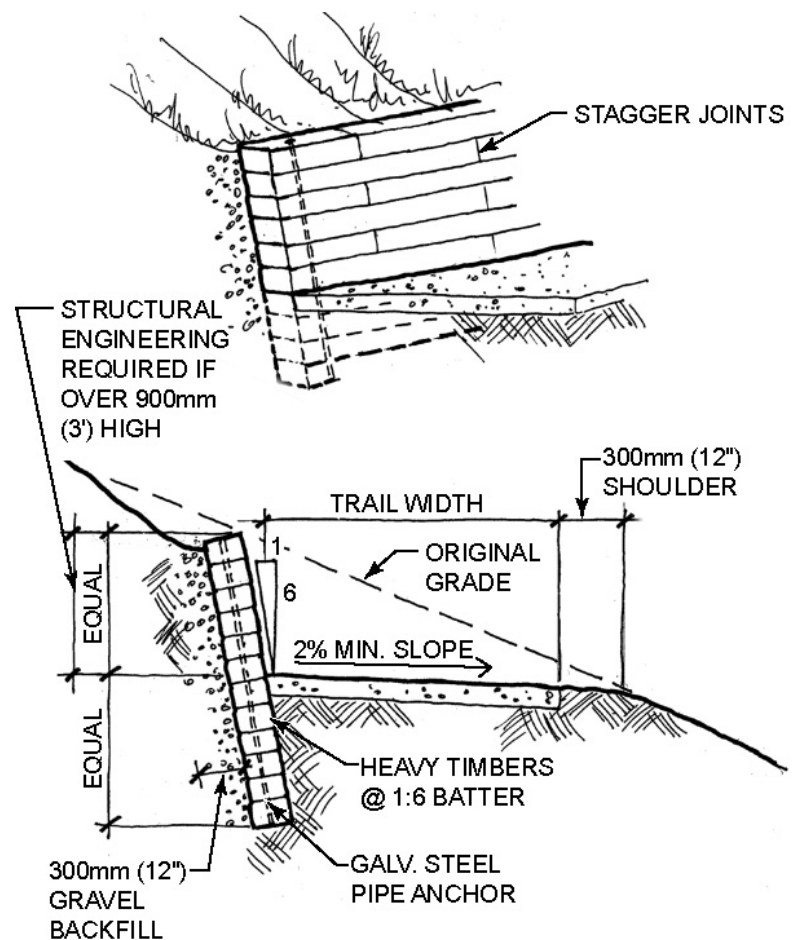 STAGGER JOINTS
STRUCTURAL
ENGINEERING
REQUIRED IF
OVER 900mm
(3') HIGH
300mm (12")
SHOULDER
TRAIL WIDTH
1
6
ORIGINAL
GRADE
EQUAL
2% MIN. SLOPE
EQUAL
HEAVY TIMBERS
@ 1:6 BATTER
300mm (12")
GRAVEL
BACKFILL
GALV. STEEL
PIPE ANCHOR